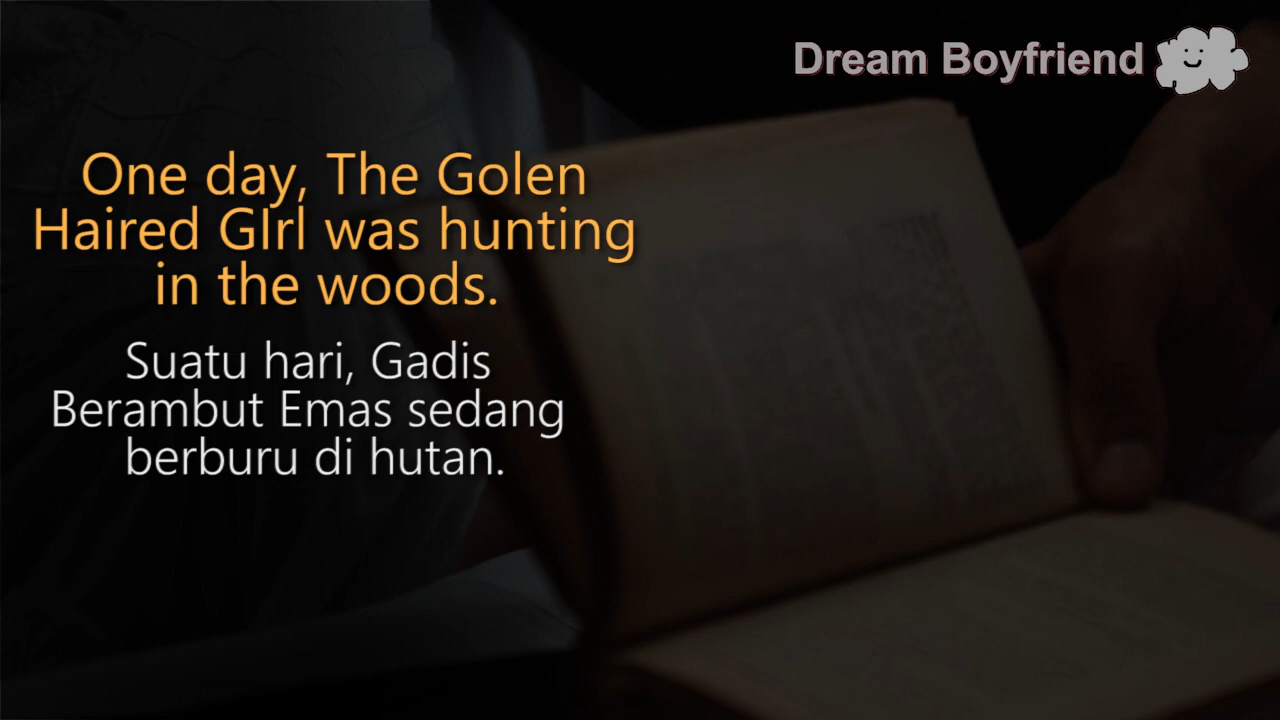 Dream Boyfriend
One day, The Golen
Haired GIrl was hunting
in the woods.
Suatu hari, Gadis
Berambut Emas sedang
berburu di hutan.